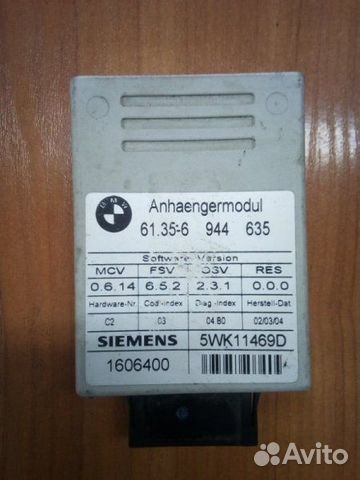 BMW
Anhaengermodul
61.35-6 944 635
Software-Version
MCV FSV OSV RES
0.6.14 6.5.2 2.3.1 0.0.0
Hardware-Nr. Cod.-Index Diag.-Index Herstell-Dat.
C2 03 04.80 02/03/04
SIEMENS 5WK11469D
1606400
Avito